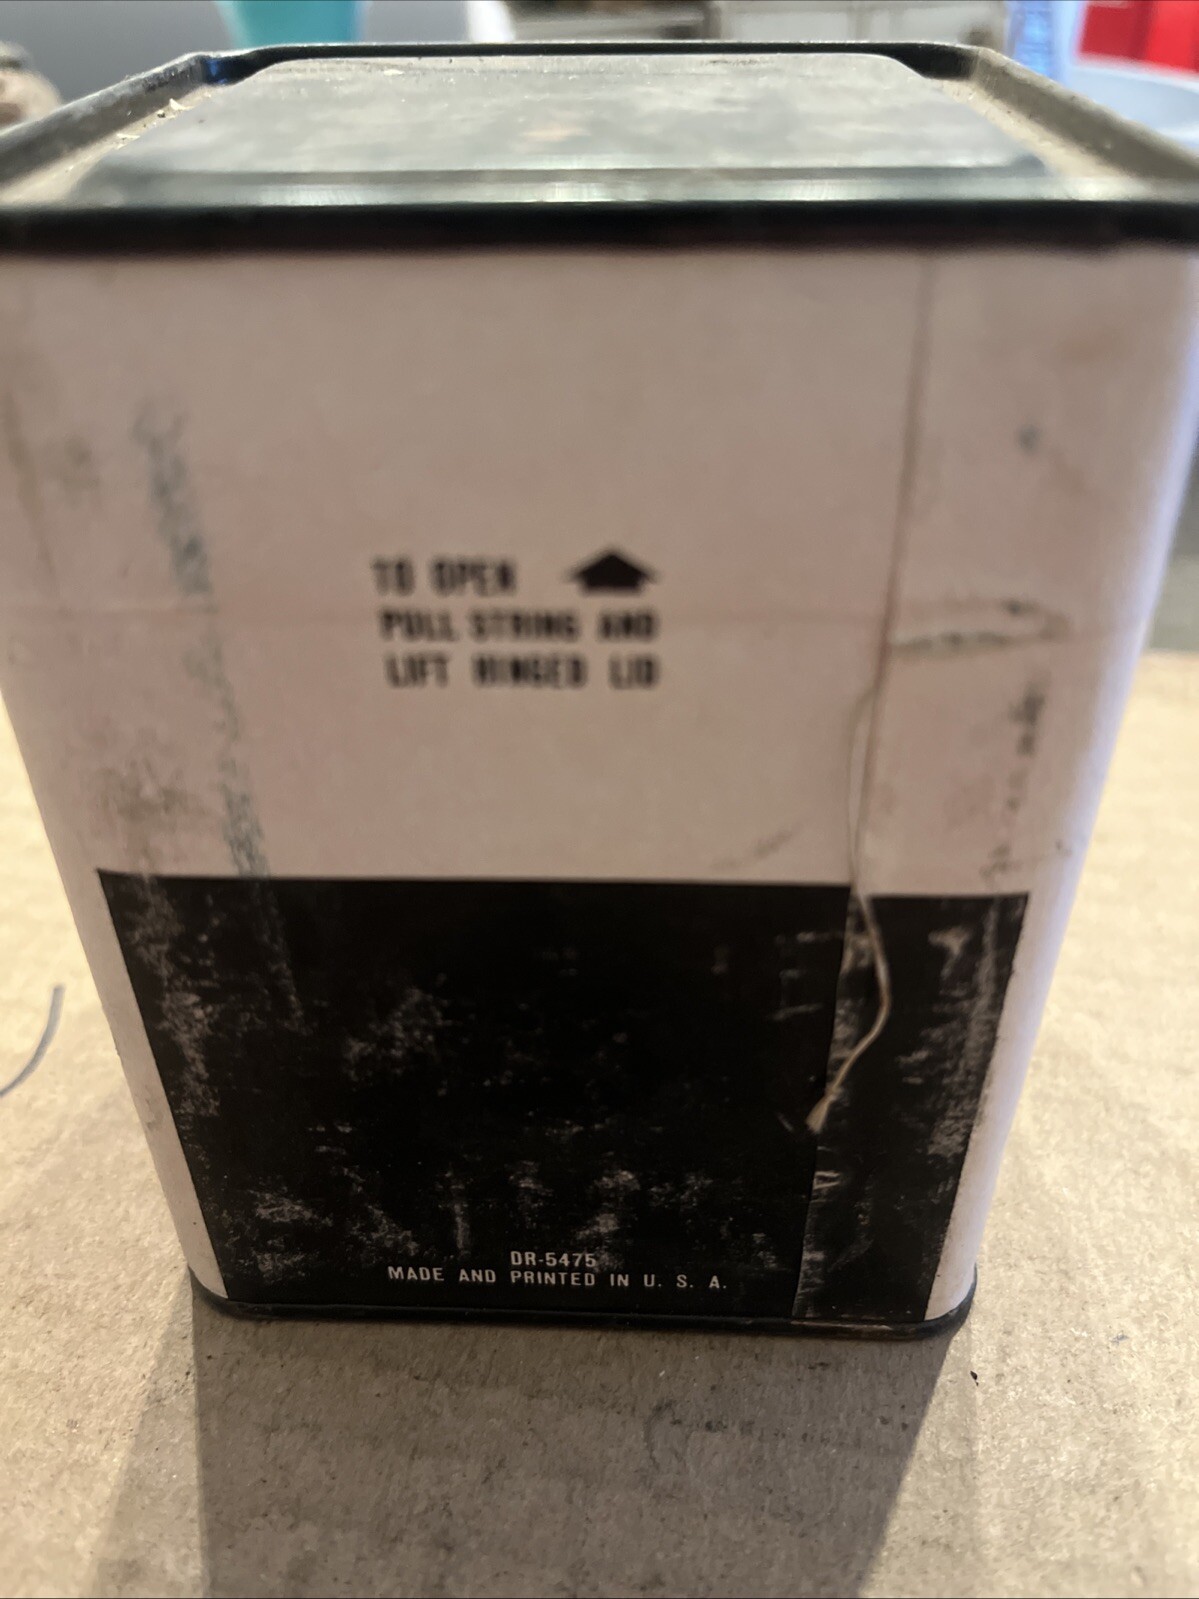 TO OPEN
PULL STRING AND
LIFT HINGED LID
DR-5475
MADE AND PRINTED IN U. S. A.